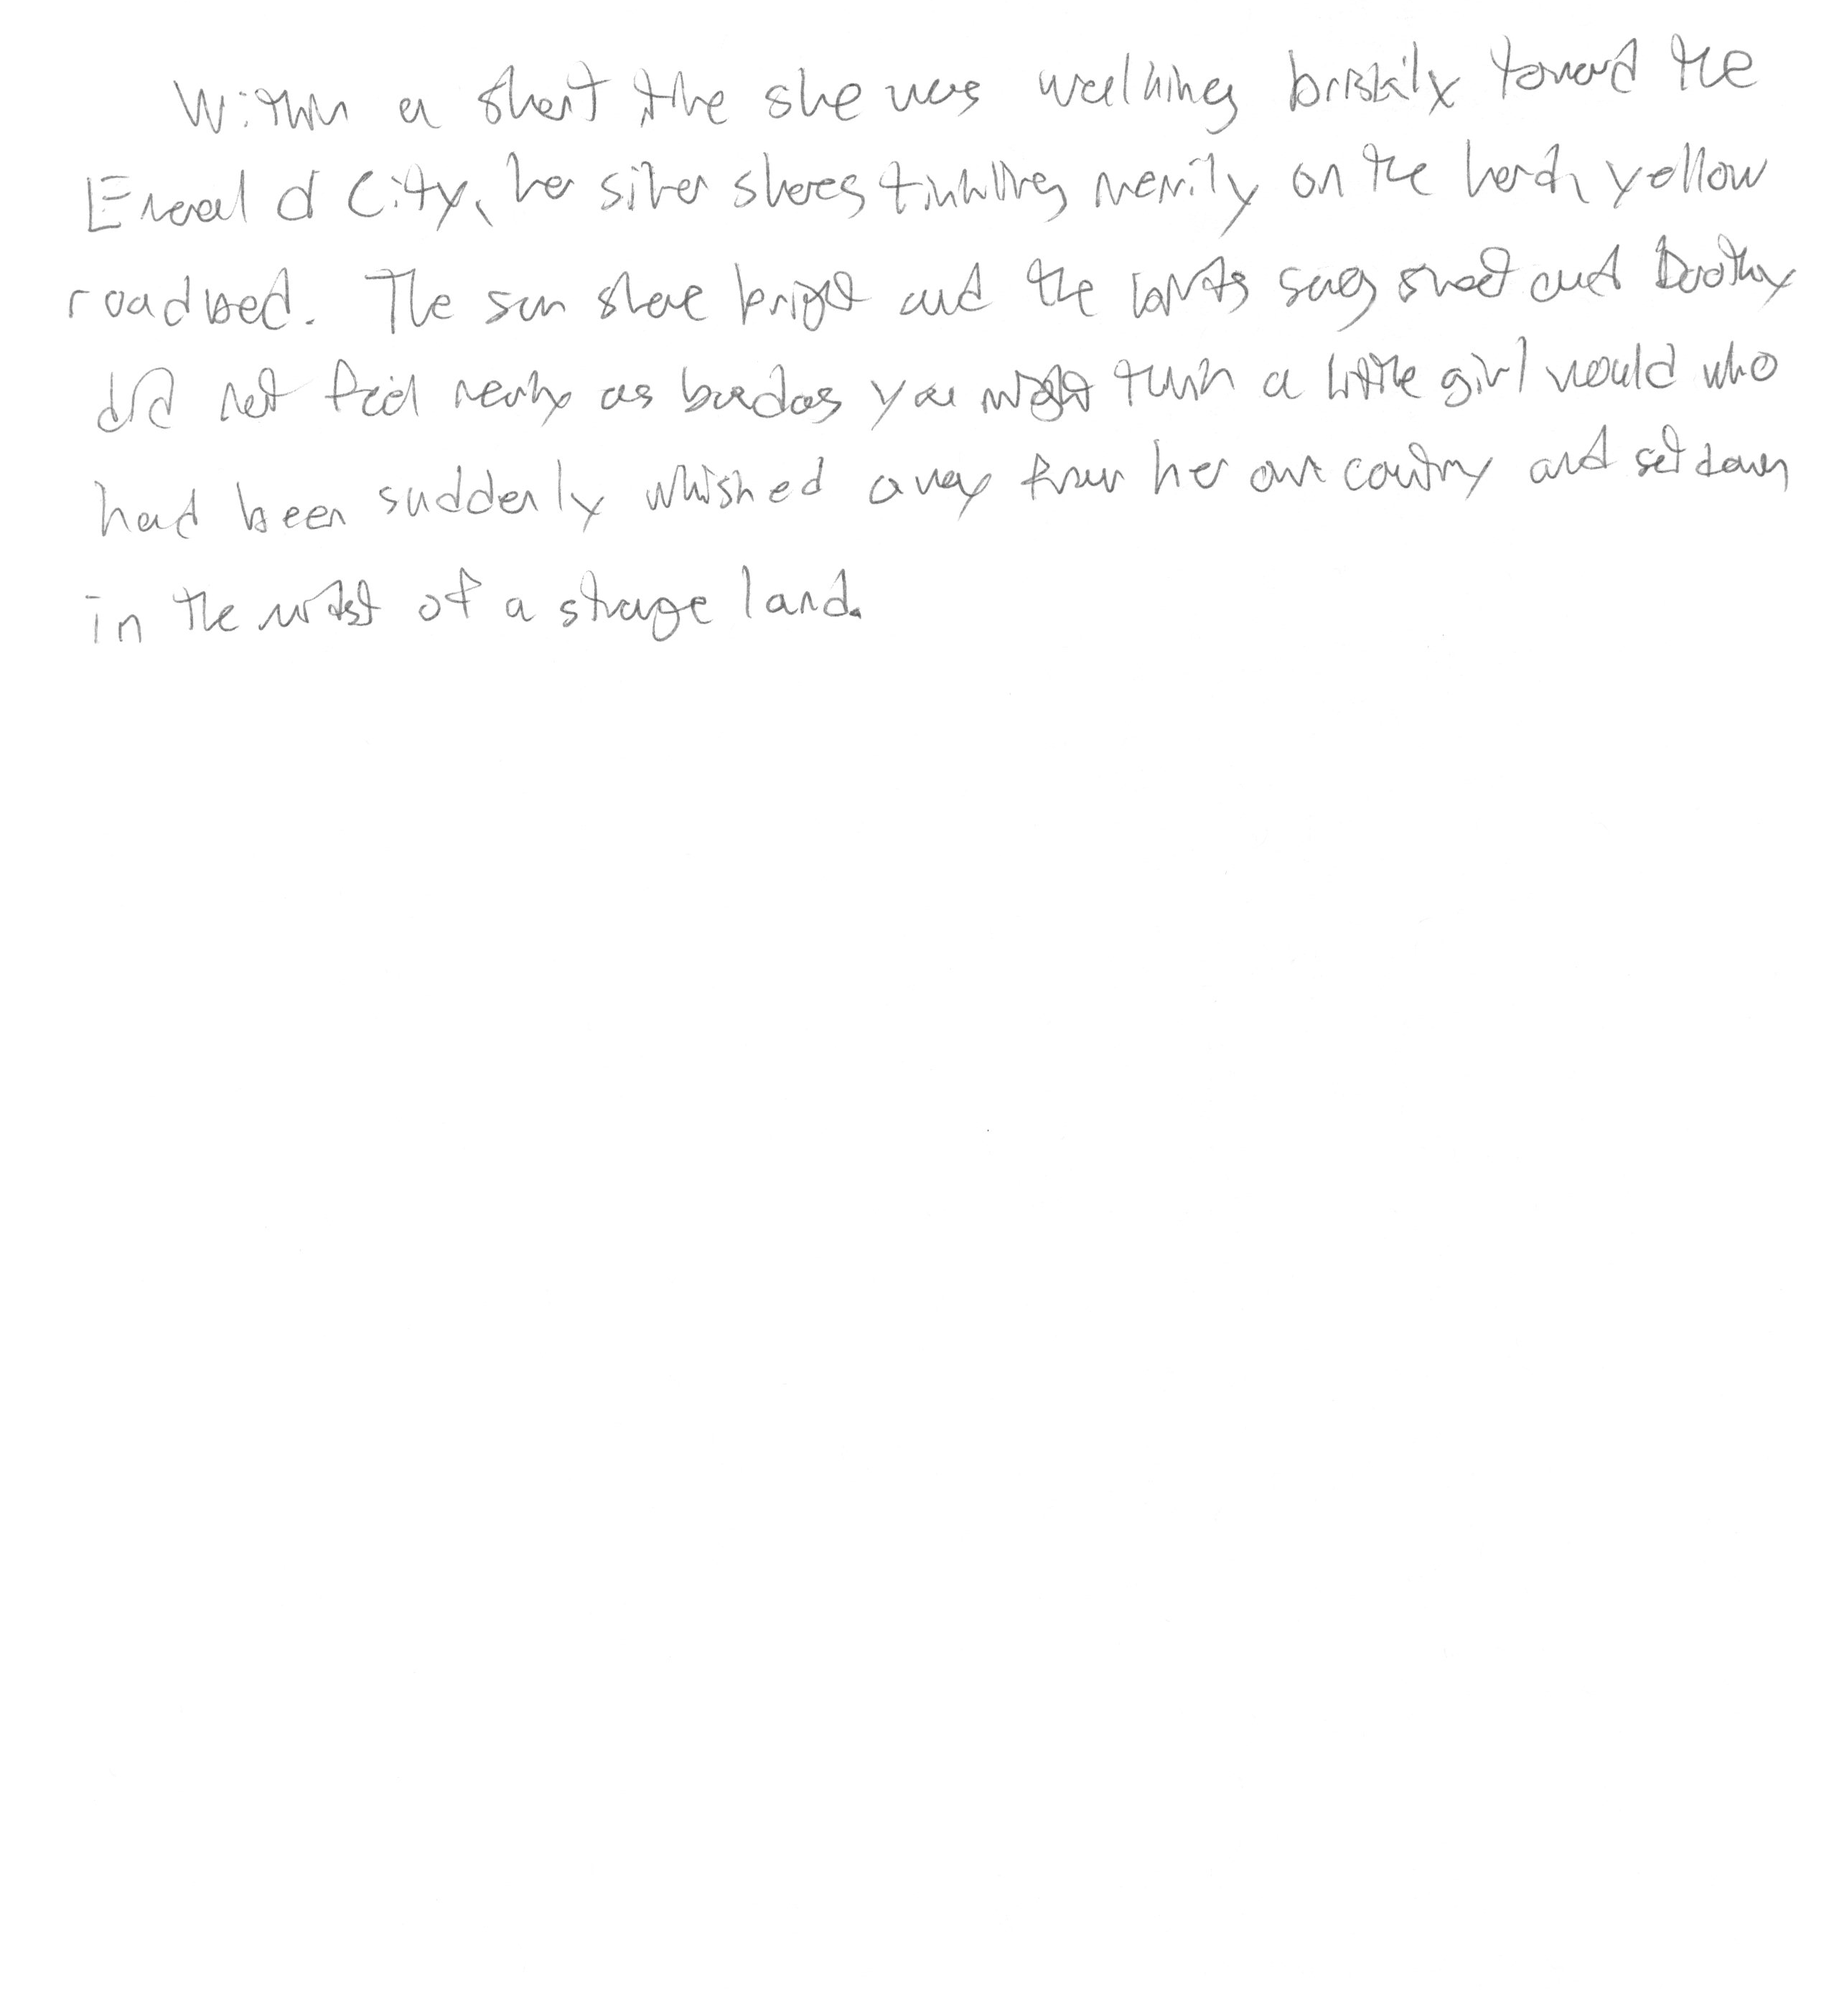 Within a short time she was walking briskily toward the
Emerald City, her silver shoes tinkling merrily on the hard, yellow
roadbed. The sun shone bright and the birds sang sweet and Dorothy
did not feel nearly as bad as you might think a little girl would who
had been suddenly whished away from her own country and set down
in the midst of a strange land.